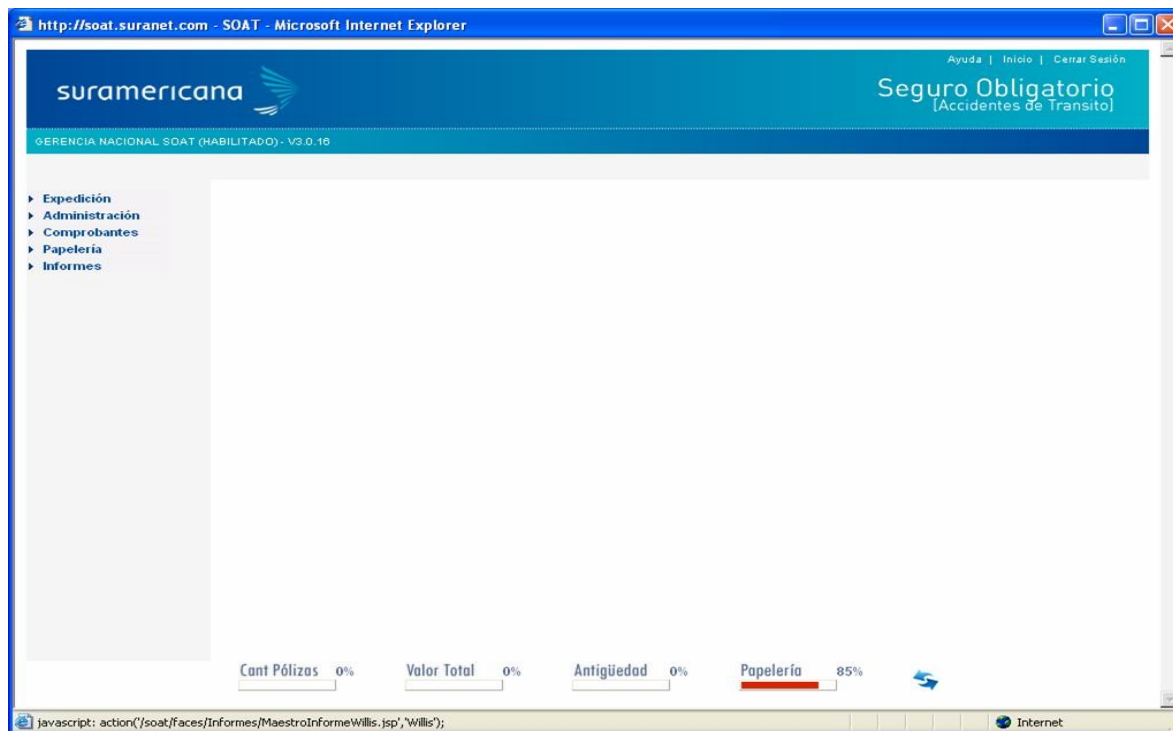 http://soat.suranet.com - SOAT - Microsoft Internet Explorer
Ayuda | Inicio | Cerrar Sesión
suramericana
Seguro Obligatorio
[Accidentes de Transito]
GERENCIA NACIONAL SOAT (HABILITADO) - V3.0.16
Expedición
Administración
Comprobantes
Papelería
Informes
Cant Pólizas 0% Valor Total 0% Antigüedad 0% Papelería 85%
javascript: action('/soat/faces/Informes/MaestroInformeWillis.jsp','Willis'); Internet